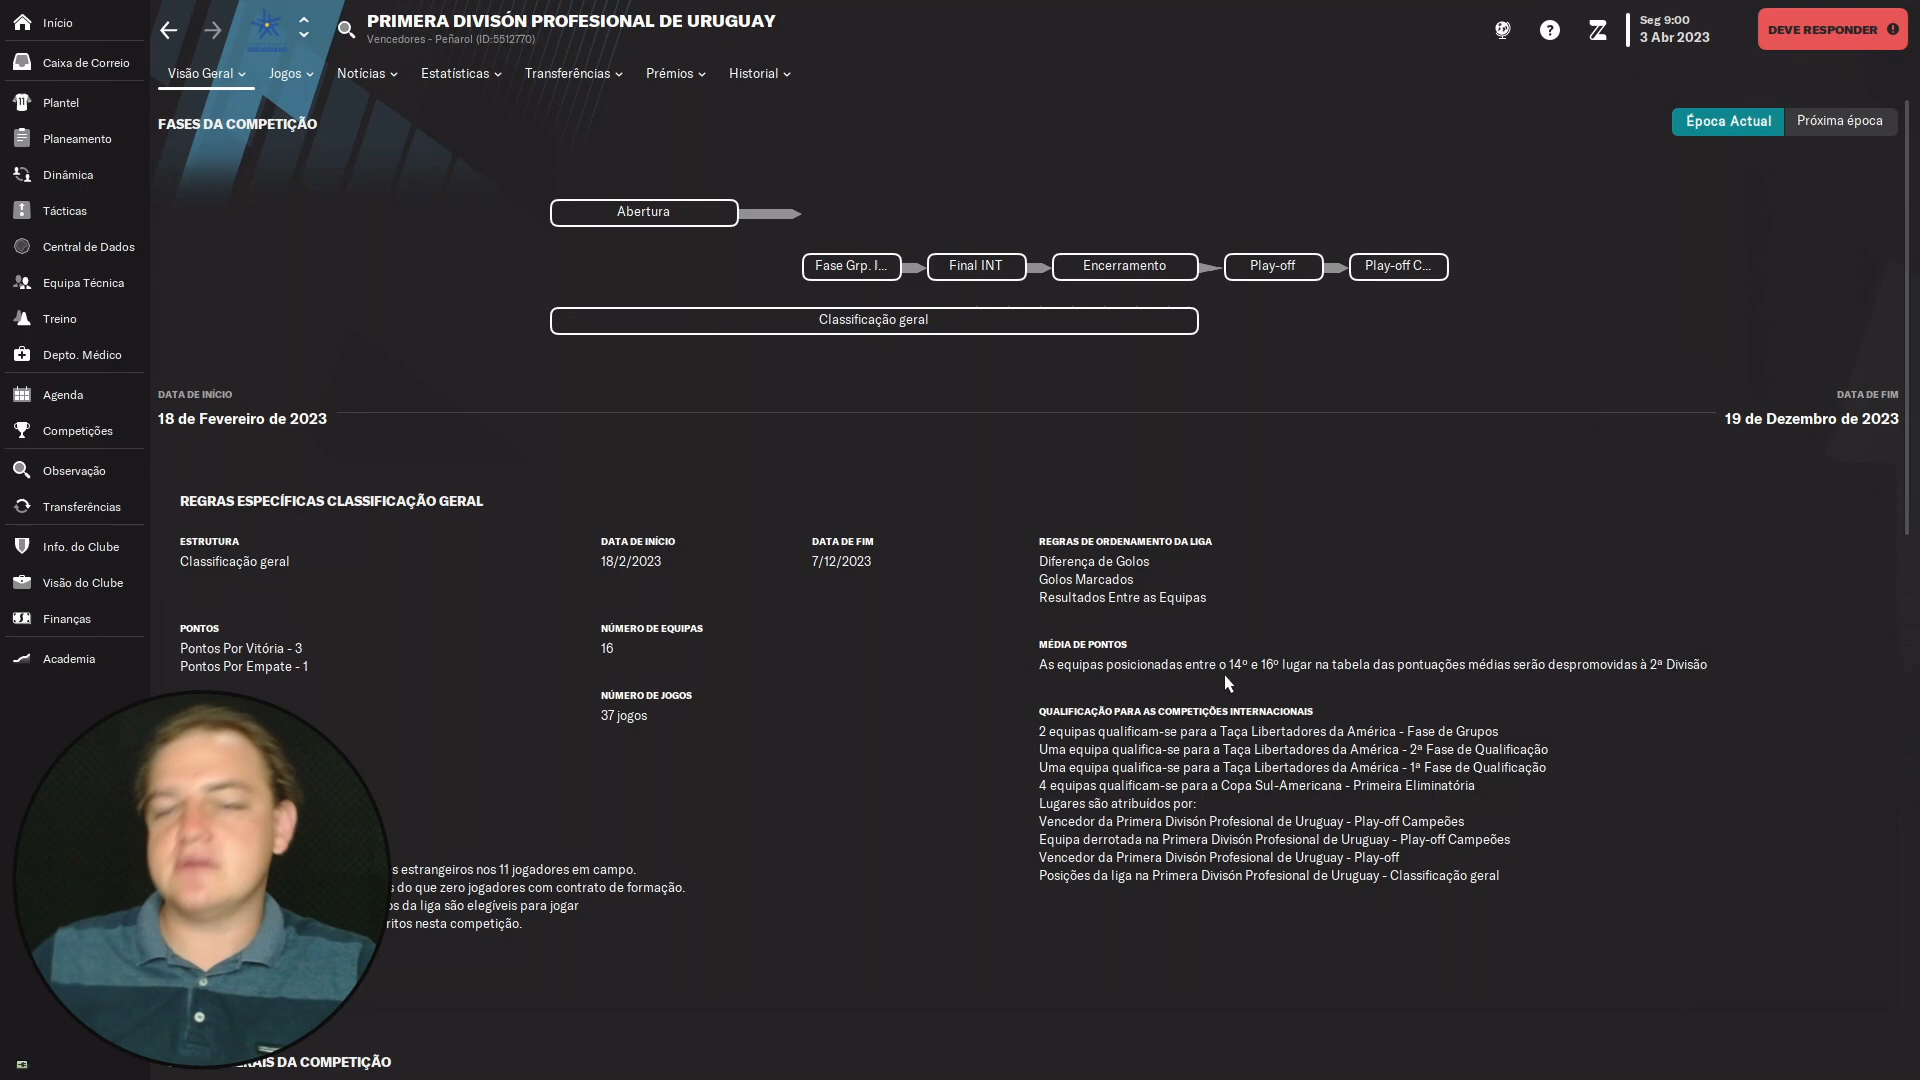 Início
Caixa de Correio
Plantel
Planeamento
Dinâmica
Tácticas
Central de Dados
Equipa Técnica
Treino
Depto. Médico
Agenda
Competições
Observação
Transferências
Info. do Clube
Visão do Clube
Finanças
Academia
PRIMERA DIVISÓN PROFESIONAL DE URUGUAY
Vencedores - Peñarol (ID:5512770)
Seg 9:00
3 Abr 2023
DEVE RESPONDER
Visão Geral
Jogos
Notícias
Estatísticas
Transferências
Prémios
Historial
FASES DA COMPETIÇÃO
Época Actual
Próxima época
Abertura
Fase Grp. I...
Final INT
Encerramento
Play-off
Play-off C...
Classificação geral
DATA DE INÍCIO
18 de Fevereiro de 2023
DATA DE FIM
19 de Dezembro de 2023
REGRAS ESPECÍFICAS CLASSIFICAÇÃO GERAL
ESTRUTURA
Classificação geral
DATA DE INÍCIO
18/2/2023
DATA DE FIM
7/12/2023
PONTOS
Pontos Por Vitória - 3
Pontos Por Empate - 1
NÚMERO DE EQUIPAS
16
NÚMERO DE JOGOS
37 jogos
s estrangeiros nos 11 jogadores em campo.
s do que zero jogadores com contrato de formação.
os da liga são elegíveis para jogar
ritos nesta competição.
REGRAS DE ORDENAMENTO DA LIGA
Diferença de Golos
Golos Marcados
Resultados Entre as Equipas
MÉDIA DE PONTOS
As equipas posicionadas entre o 14º e 16º lugar na tabela das pontuações médias serão despromovidas à 2ª Divisão
QUALIFICAÇÃO PARA AS COMPETIÇÕES INTERNACIONAIS
2 equipas qualificam-se para a Taça Libertadores da América - Fase de Grupos
Uma equipa qualifica-se para a Taça Libertadores da América - 2ª Fase de Qualificação
Uma equipa qualifica-se para a Taça Libertadores da América - 1ª Fase de Qualificação
4 equipas qualificam-se para a Copa Sul-Americana - Primeira Eliminatória
Lugares são atribuídos por:
Vencedor da Primera Divisón Profesional de Uruguay - Play-off Campeões
Equipa derrotada na Primera Divisón Profesional de Uruguay - Play-off Campeões
Vencedor da Primera Divisón Profesional de Uruguay - Play-off
Posições da liga na Primera Divisón Profesional de Uruguay - Classificação geral
ERAIS DA COMPETIÇÃO